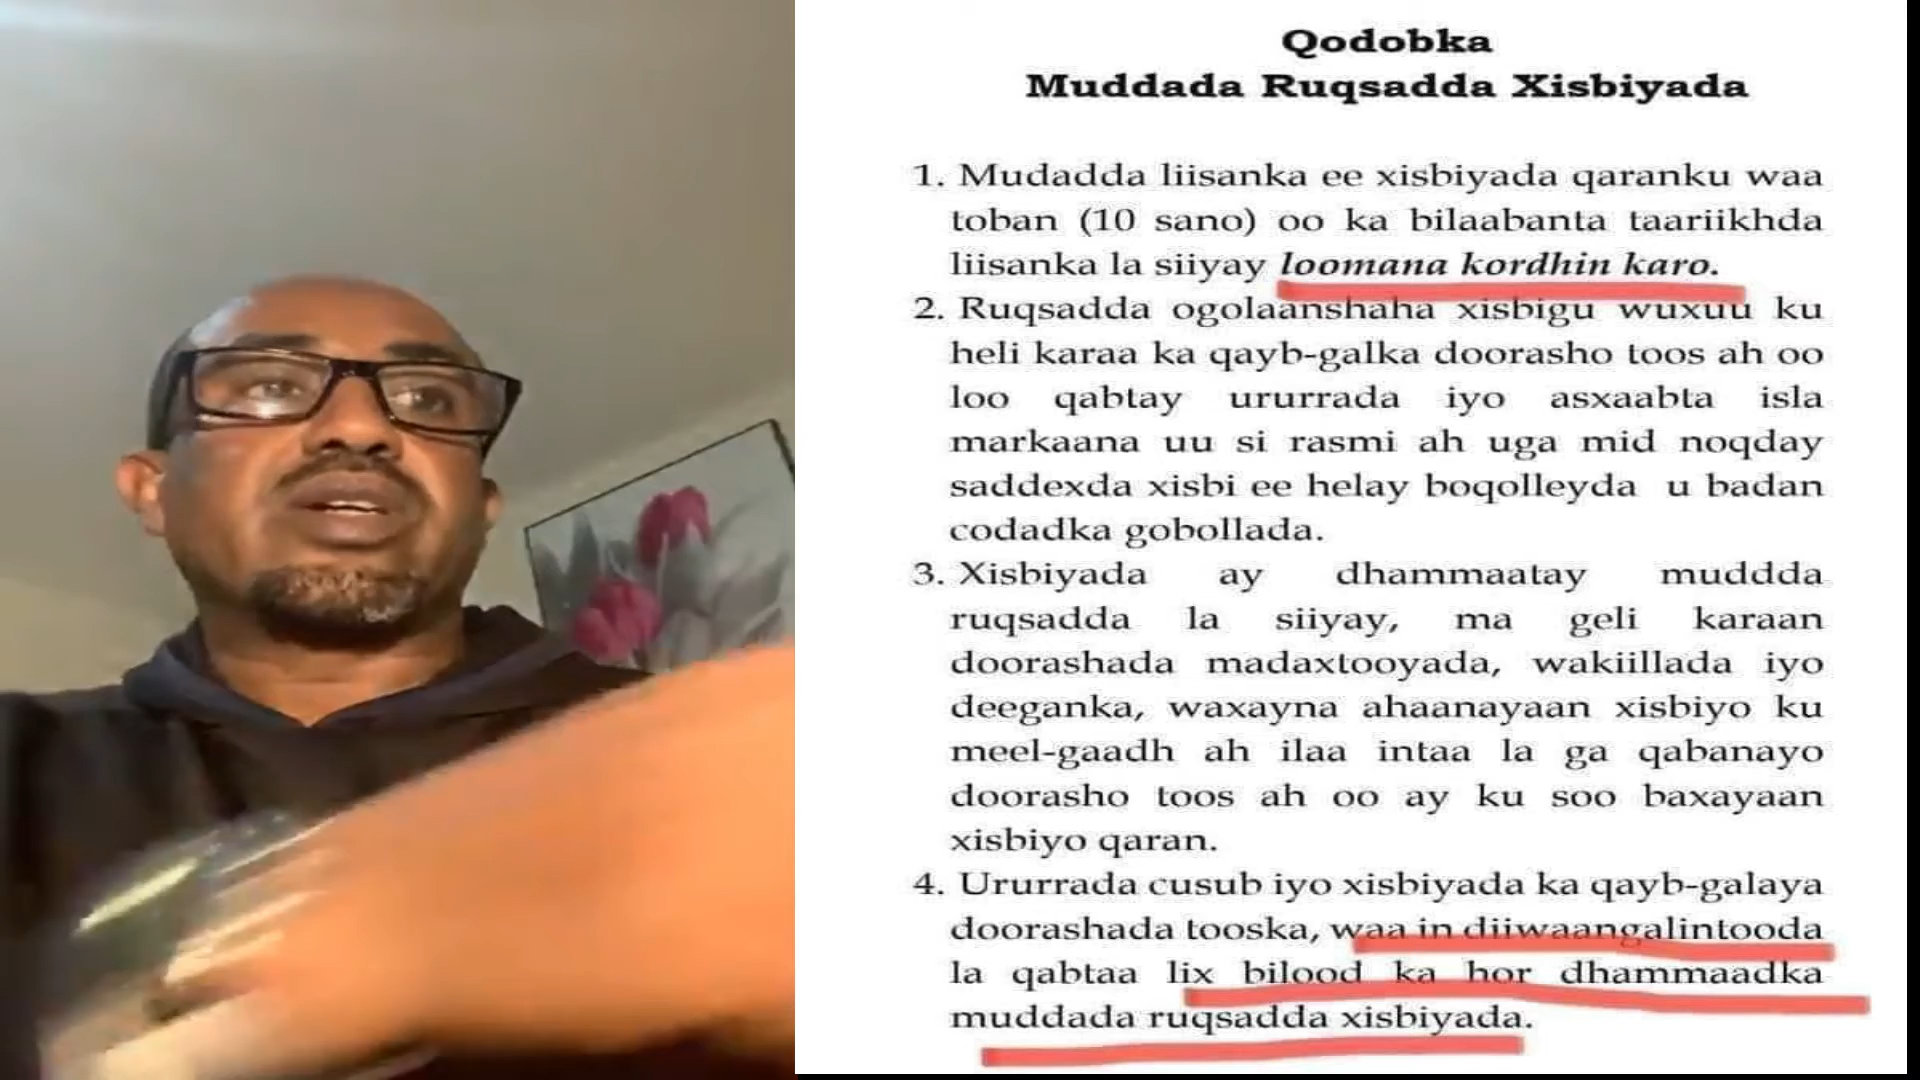 Qodobka
Muddada Ruqsadda Xisbiyada
1. Mudadda liisanka ee xisbiyada qaranku waa
toban (10 sano) oo ka bilaabanta taariikhda
liisanka la siiyay loomana kordhin karo.
2. Ruqsadda ogolaanshaha xisbigu wuxuu ku
heli karaa ka qayb-galka doorasho toos ah oo
loo qabtay ururrada iyo asxaabta isla
markaana uu si rasmi ah uga mid noqday
saddexda xisbi ee helay boqolleyda u badan
codadka gobollada.
3. Xisbiyada ay dhammaatay muddda
ruqsadda la siiyay, ma geli karaan
doorashada madaxtooyada, wakiillada iyo
deeganka, waxayna ahaanayaan xisbiyo ku
meel-gaadh ah ilaa intaa la ga qabanayo
doorasho toos ah oo ay ku soo baxayaan
xisbiyo qaran.
4. Ururrada cusub iyo xisbiyada ka qayb-galaya
doorashada tooska, waa in diiwaangalintooda
la qabtaa lix bilood ka hor dhammaadka
muddada ruqsadda xisbiyada.